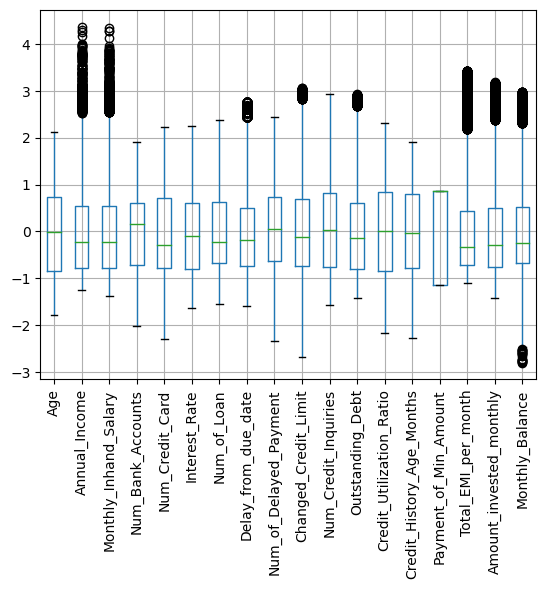 4
3
2
1
0
−1
−2
−3
Age
Annual_Income
Monthly_Inhand_Salary
Num_Bank_Accounts
Num_Credit_Card
Interest_Rate
Num_of_Loan
Delay_from_due_date
Num_of_Delayed_Payment
Changed_Credit_Limit
Num_Credit_Inquiries
Outstanding_Debt
Credit_Utilization_Ratio
Credit_History_Age_Months
Payment_of_Min_Amount
Total_EMI_per_month
Amount_invested_monthly
Monthly_Balance